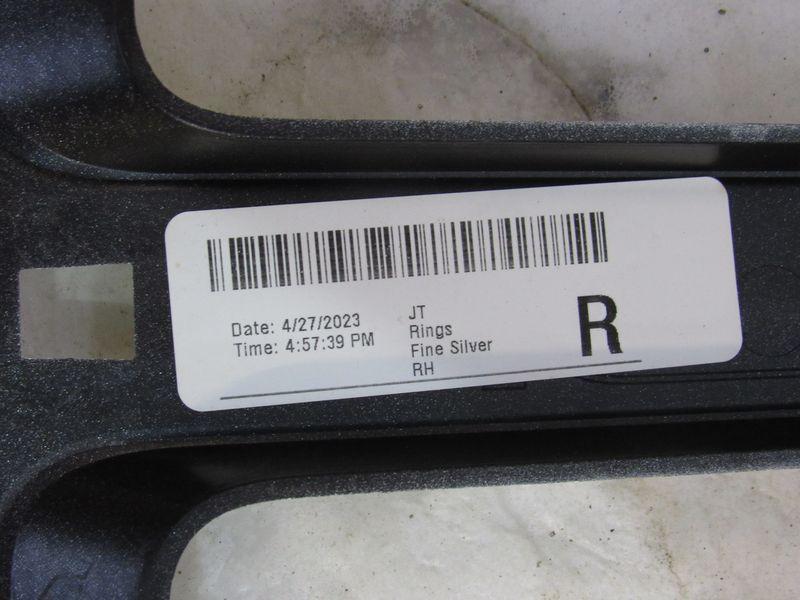 Date: 4/27/2023
Time: 4:57:39 PM
JT
Rings
Fine Silver
RH
R